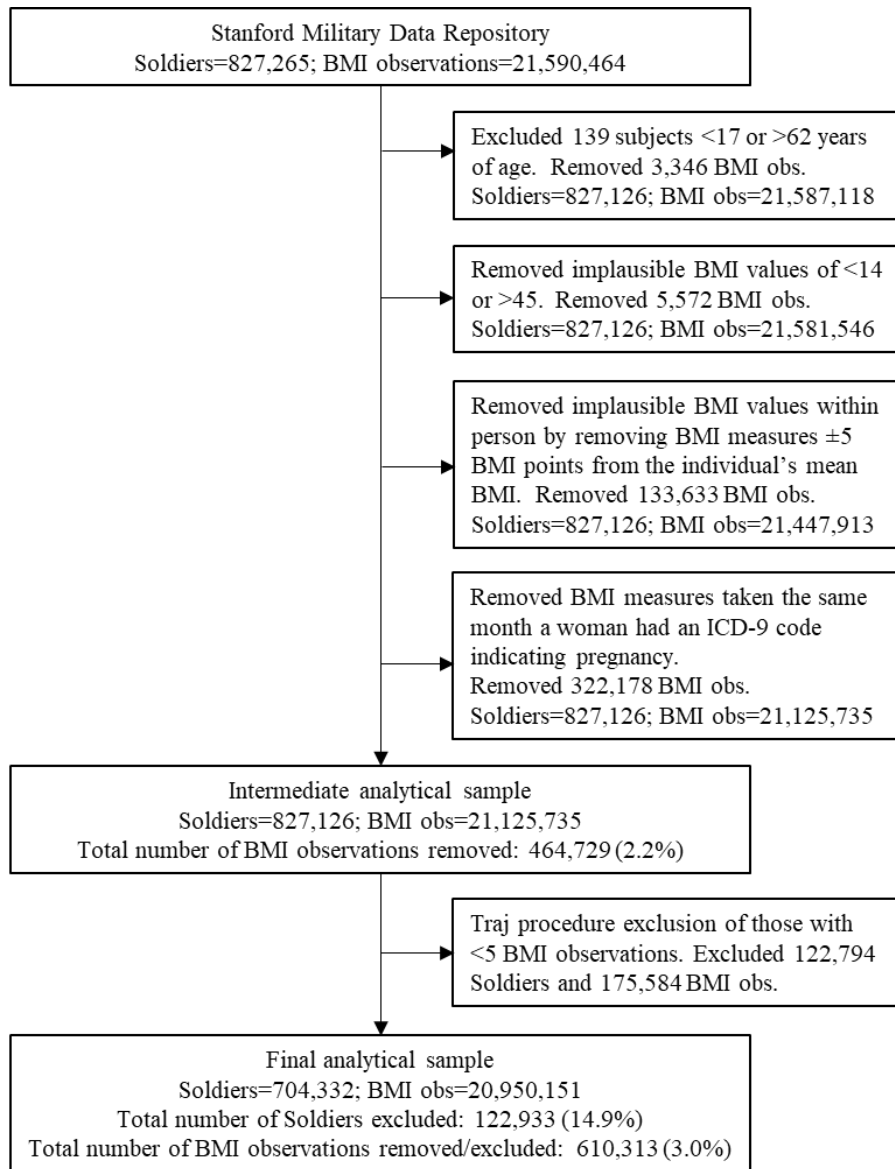 Stanford Military Data Repository
Soldiers=827,265; BMI observations=21,590,464
Excluded 139 subjects <17 or >62 years
of age.  Removed 3,346 BMI obs.
Soldiers=827,126; BMI obs=21,587,118
Removed implausible BMI values of <14
or >45.  Removed 5,572 BMI obs.
Soldiers=827,126; BMI obs=21,581,546
Removed implausible BMI values within
person by removing BMI measures ±5
BMI points from the individual’s mean
BMI.  Removed 133,633 BMI obs.
Soldiers=827,126; BMI obs=21,447,913
Removed BMI measures taken the same
month a woman had an ICD-9 code
indicating pregnancy.
Removed 322,178 BMI obs.
Soldiers=827,126; BMI obs=21,125,735
Intermediate analytical sample
Soldiers=827,126; BMI obs=21,125,735
Total number of BMI observations removed: 464,729 (2.2%)
Traj procedure exclusion of those with
<5 BMI observations. Excluded 122,794
Soldiers and 175,584 BMI obs.
Final analytical sample
Soldiers=704,332; BMI obs=20,950,151
Total number of Soldiers excluded: 122,933 (14.9%)
Total number of BMI observations removed/excluded: 610,313 (3.0%)